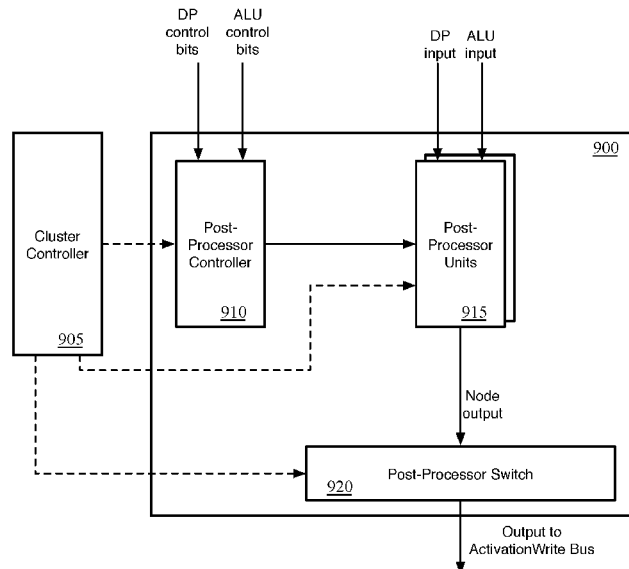 DP
control
bits
ALU
control
bits
DP
input
ALU
input
900
Cluster
Controller
905
Post-
Processor
Controller
910
Post-
Processor
Units
915
Node
output
Post-Processor Switch
920
Output to
ActivationWrite Bus